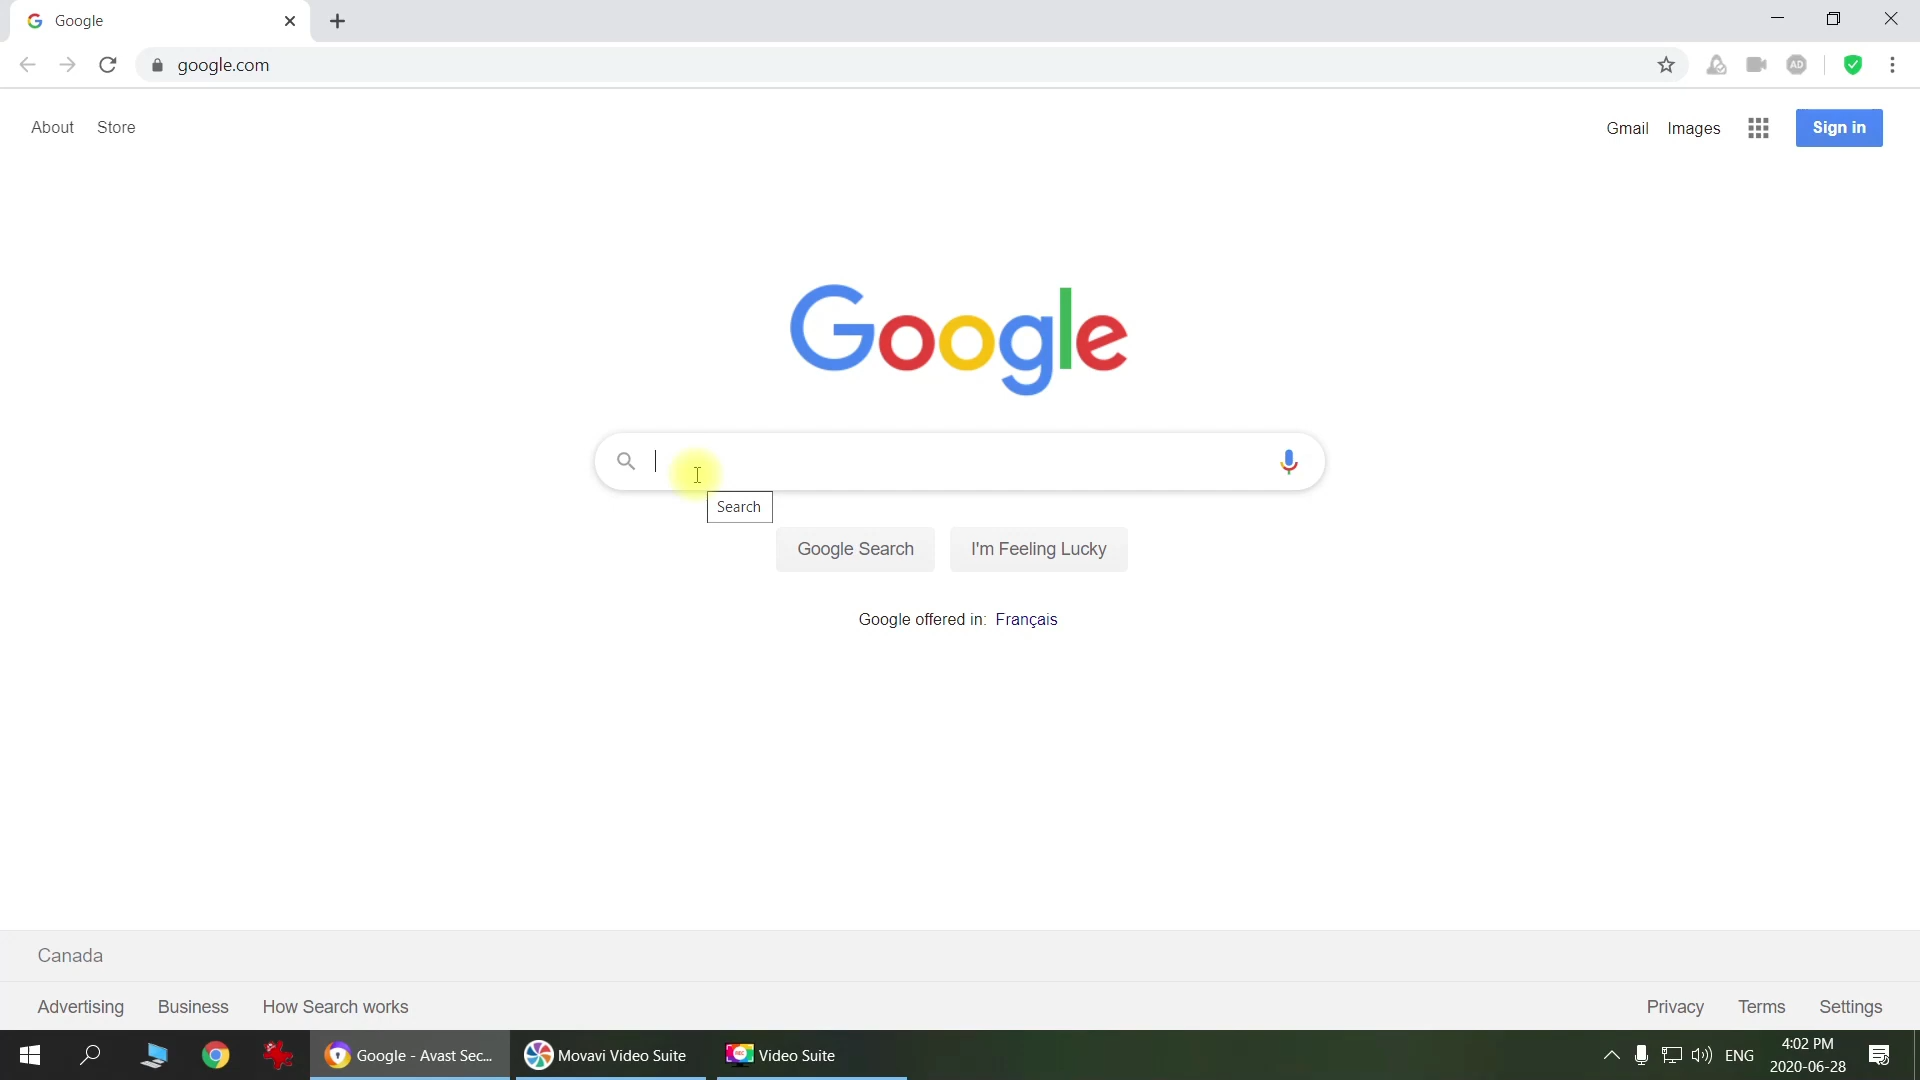 Google
google.com
AD
About Store
Gmail Images Sign in
Google
Search
Google Search I'm Feeling Lucky
Google offered in: Français
Canada
Advertising Business How Search works
Privacy Terms Settings
Google - Avast Sec...
Movavi Video Suite
REC
Video Suite
ENG
4:02 PM
2020-06-28